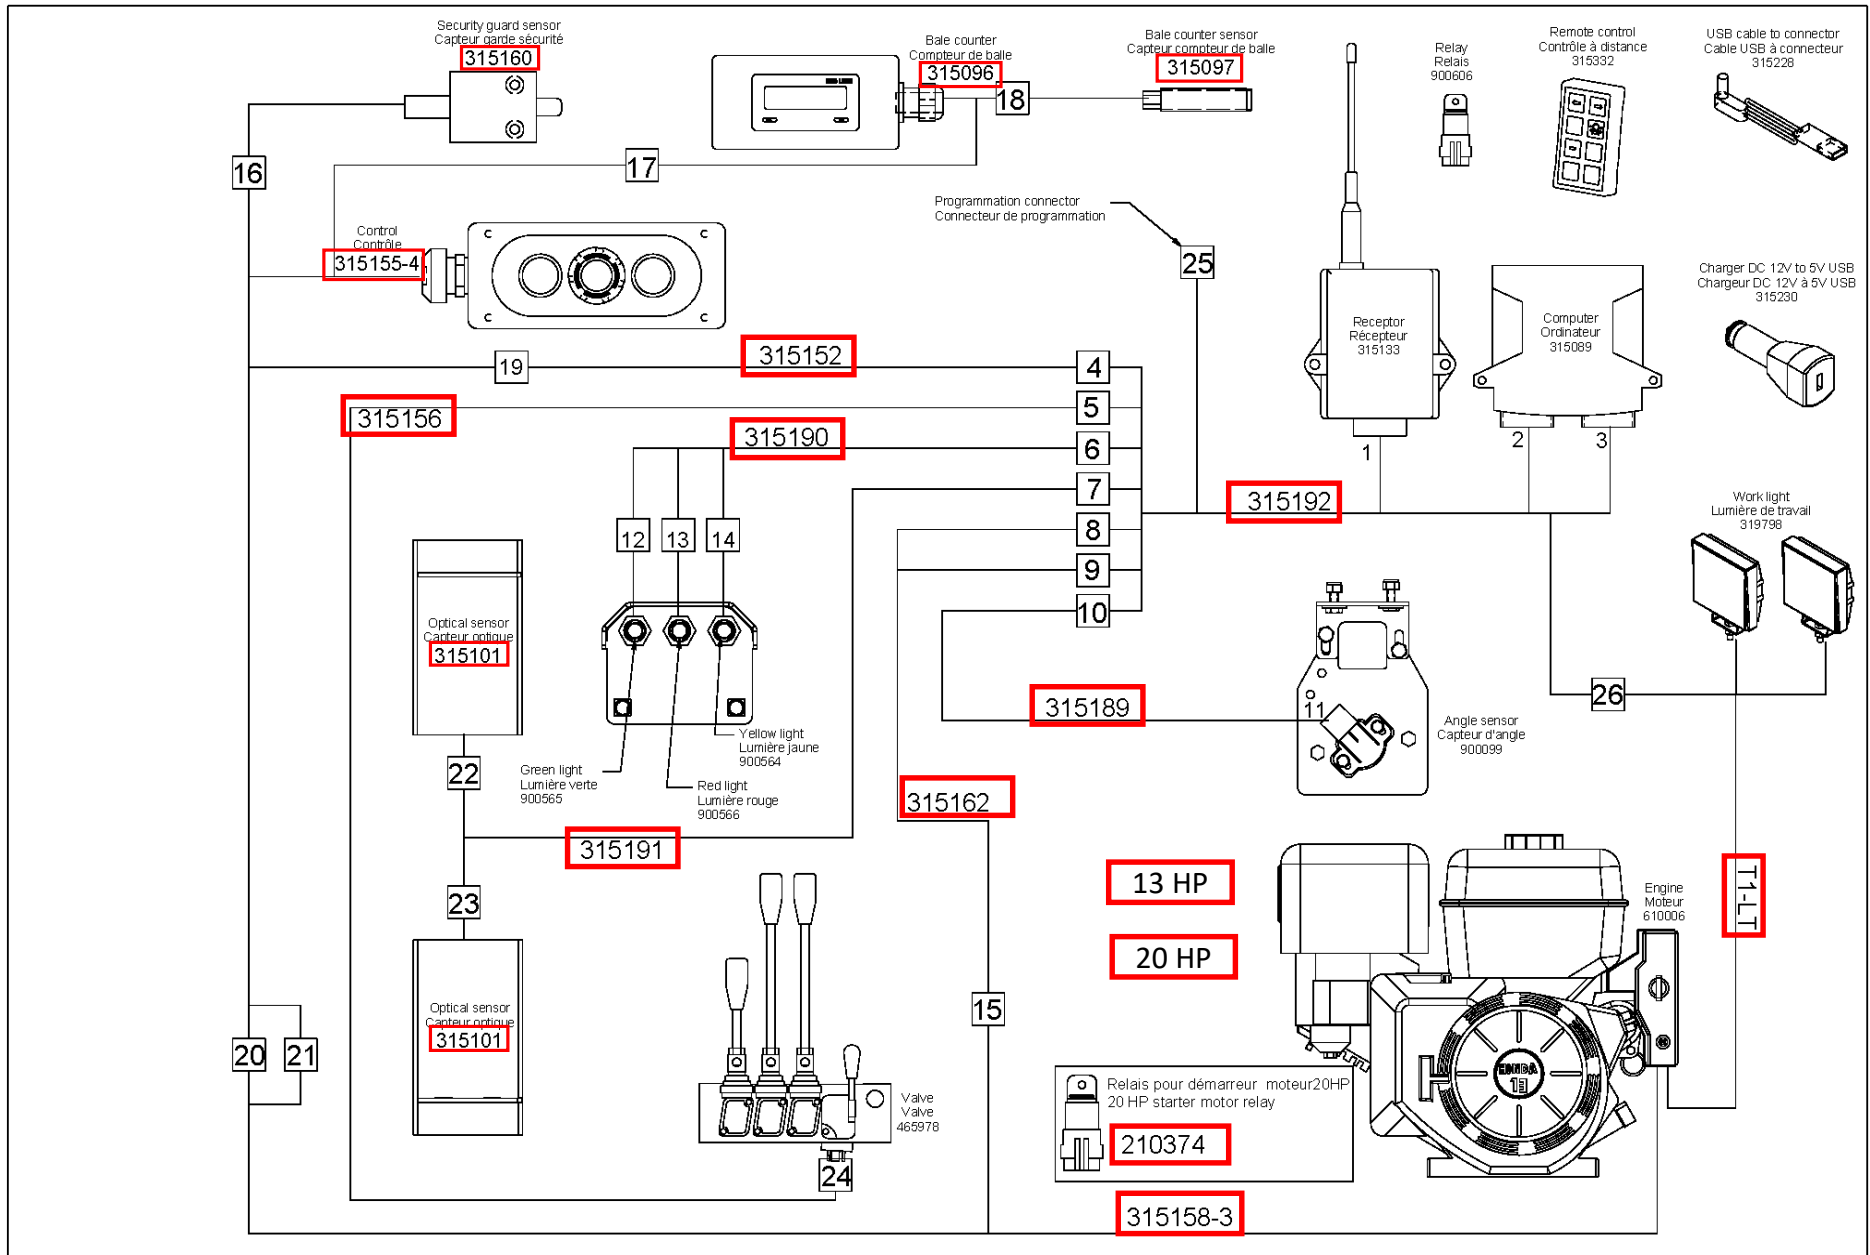 Security guard sensor
Capteur garde sécurité
315160
Bale counter
Compteur de balle
315096
Bale counter sensor
Capteur compteur de balle
315097
Relay
Relais
900606
Remote control
Contrôle à distance
315332
USB cable to connector
Cable USB à connecteur
315228
18
17
16
Programmation connector
Connecteur de programmation
25
Control
Contrôle
315155-4
Receptor
Récepteur
315133
Computer
Ordinateur
315089
Charger DC 12V to 5V USB
Chargeur DC 12V à 5V USB
315230
19
315152
4
315156
5
315190
6
1
2
3
7
315192
8
9
10
12
13
14
Work light
Lumière de travail
319798
Optical sensor
Capteur optique
315101
315189
11
26
Angle sensor
Capteur d'angle
900099
Yellow light
Lumière jaune
900564
Green light
Lumière verte
900565
Red light
Lumière rouge
900566
22
315162
315191
23
13 HP
20 HP
T1-LT
Engine
Moteur
610006
15
Optical sensor
Capteur optique
315101
20
21
HONDA
13
Valve
Valve
465978
24
Relais pour démarreur moteur20HP
20 HP starter motor relay
210374
315158-3